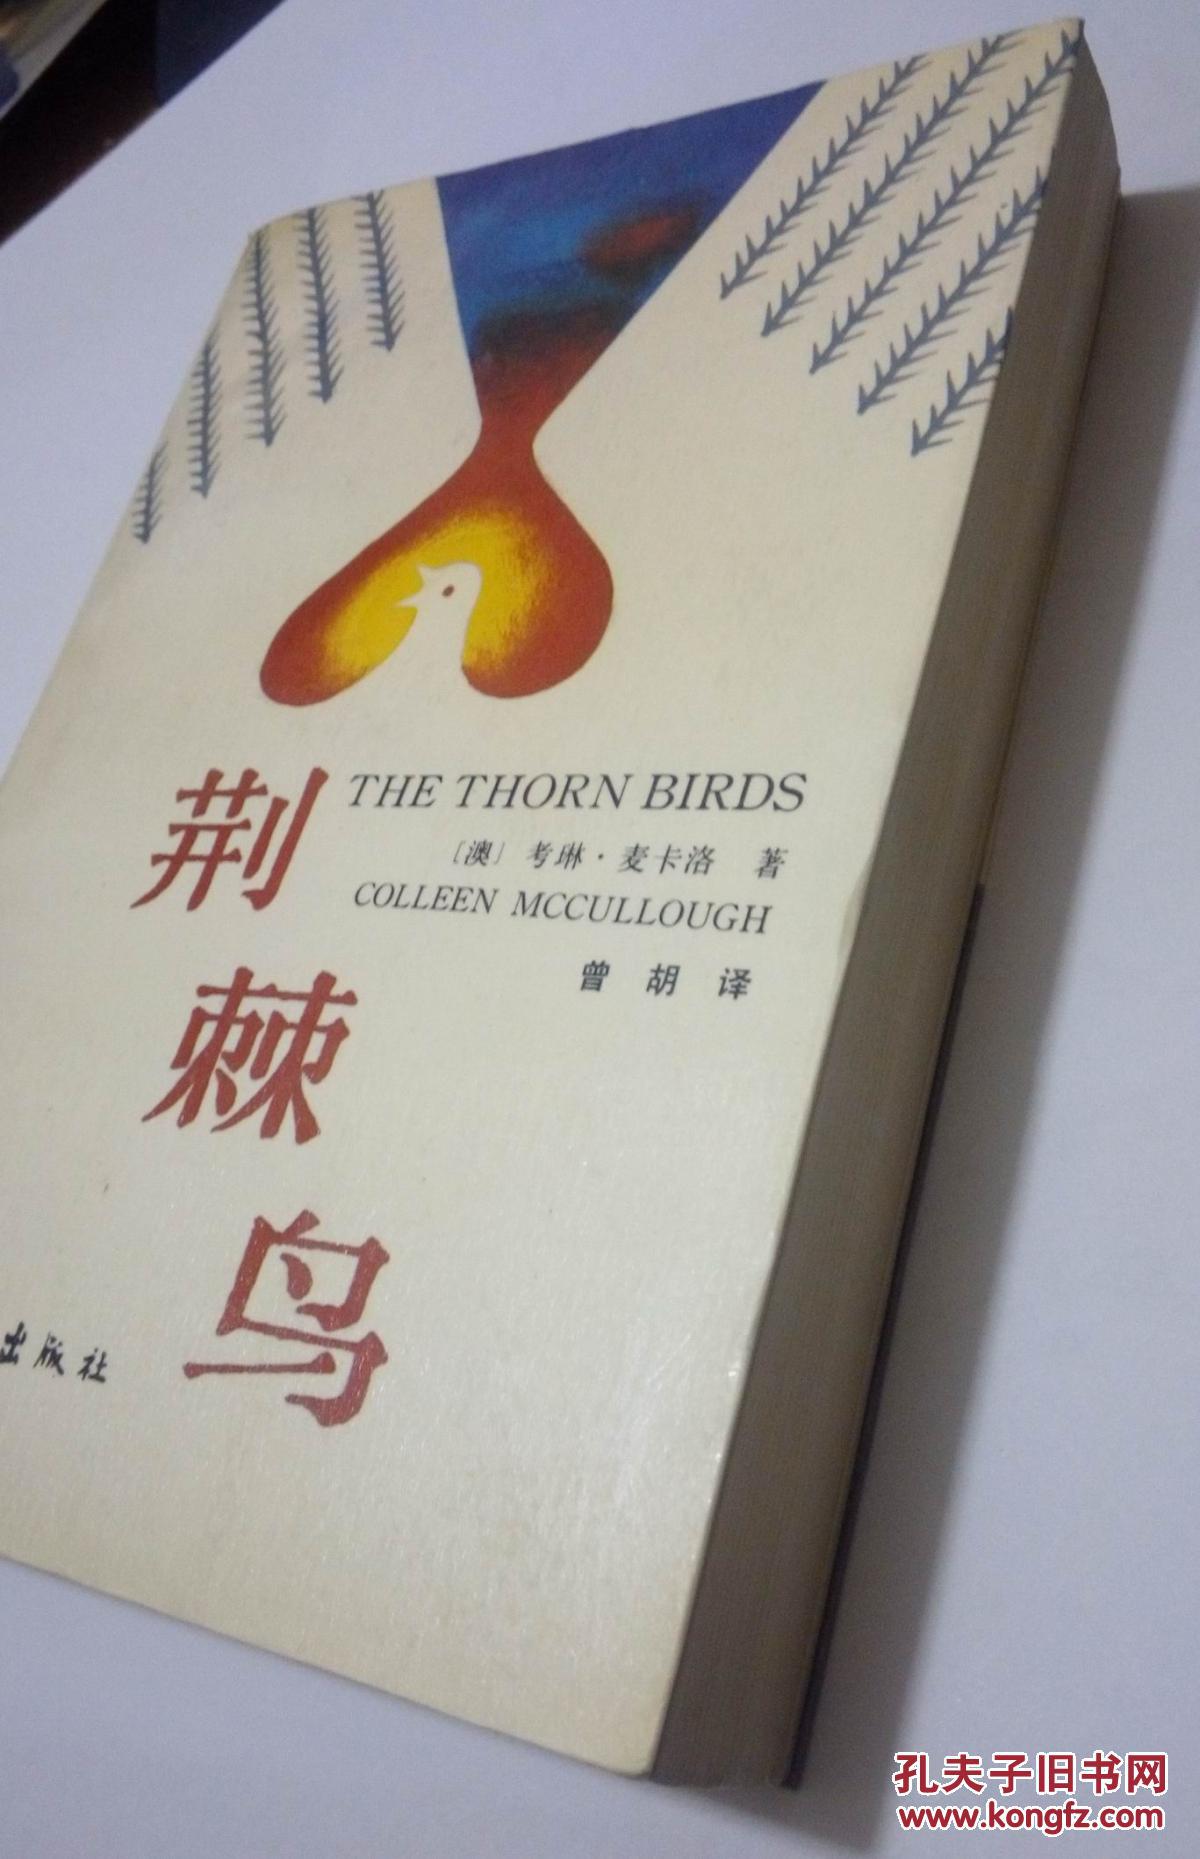 荆棘鸟
THE THORN BIRDS
〔澳〕考琳·麦卡洛 著
COLLEEN MCCULLOUGH
曾胡译
出版社
孔夫子旧书网
www.kongfz.com